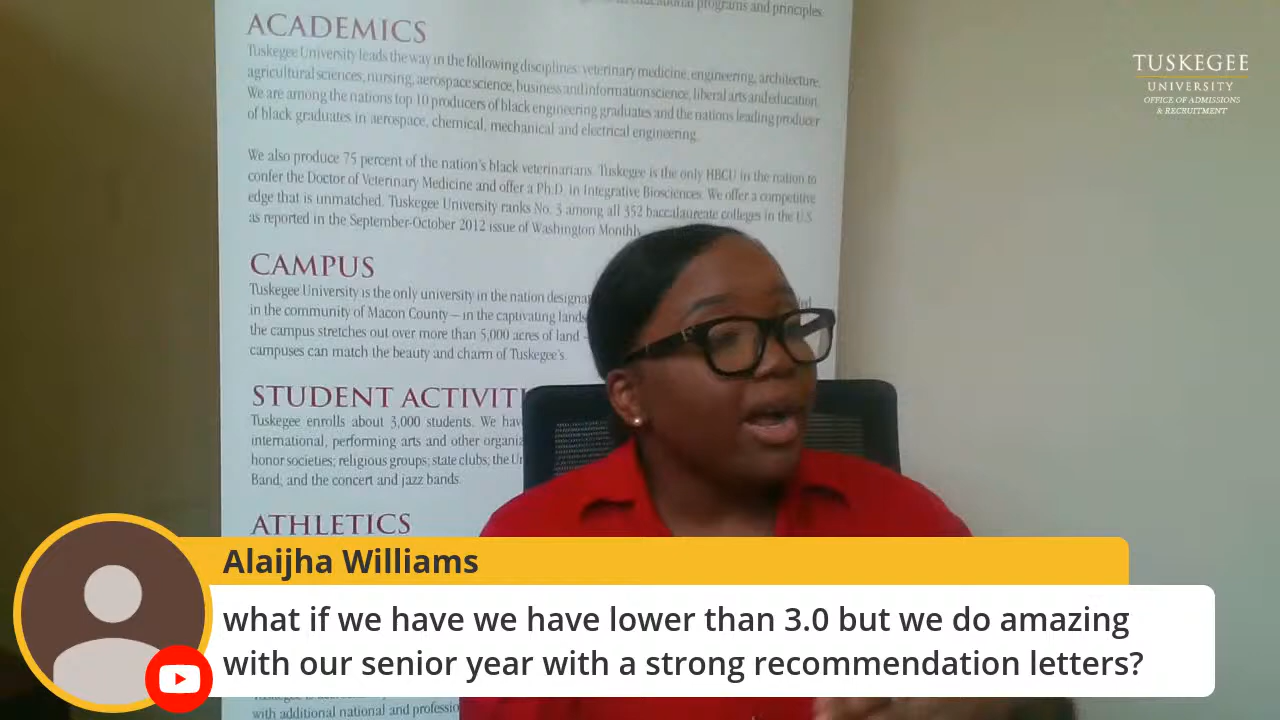 educational programs and principles.
ACADEMICS
Tuskegee University leads the way in the following disciplines: veterinary medicine, engineering, architecture,
agricultural sciences, nursing, aerospace science, business and information science, liberal arts and education.
We are among the nations top 10 producers of black engineering graduates and the nations leading producer
of black graduates in aerospace, chemical, mechanical and electrical engineering.
We also produce 75 percent of the nation's black veterinarians. Tuskegee is the only HBCU in the nation to
confer the Doctor of Veterinary Medicine and offer a Ph.D. in Integrative Biosciences. We offer a competitive
edge that is unmatched. Tuskegee University ranks No. 3 among all 352 baccalaureate colleges in the U.S.
as reported in the September-October 2012 issue of Washington Monthly.
CAMPUS
Tuskegee University is the only university in the nation
in the community of Macon County – in the captivating
the campus stretches out over more than 5,000 acres of land –
campuses can match the beauty and charm of Tuskegee's.
STUDENT
Tuskegee enrolls about 3,000 students. We
international, performing arts and other
honor societies; religious groups; state clubs; the
Band; and the concert and jazz bands.
ATHLETICS
with additional national and
TUSKEGEE
UNIVERSITY
OFFICE OF ADMISSIONS
& RECRUITMENT
Alaijha Williams
what if we have we have lower than 3.0 but we do amazing
with our senior year with a strong recommendation letters?